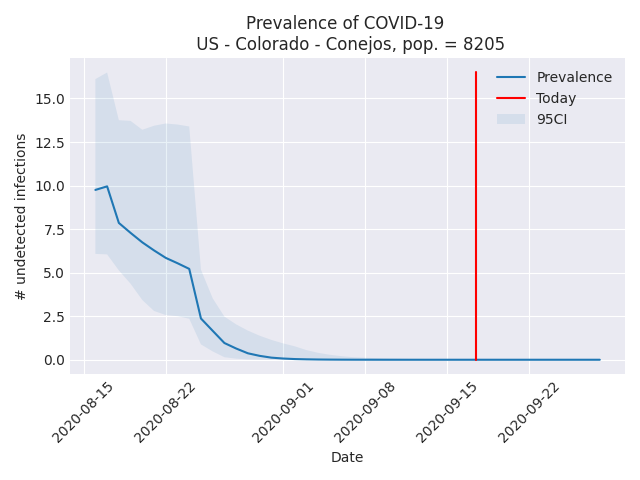 Prevalence of COVID-19
US - Colorado - Conejos, pop. = 8205
Prevalence
Today
95CI
# undetected infections
15.0
12.5
10.0
7.5
5.0
2.5
0.0
2020-08-15
2020-08-22
2020-09-01
2020-09-08
2020-09-15
2020-09-22
Date